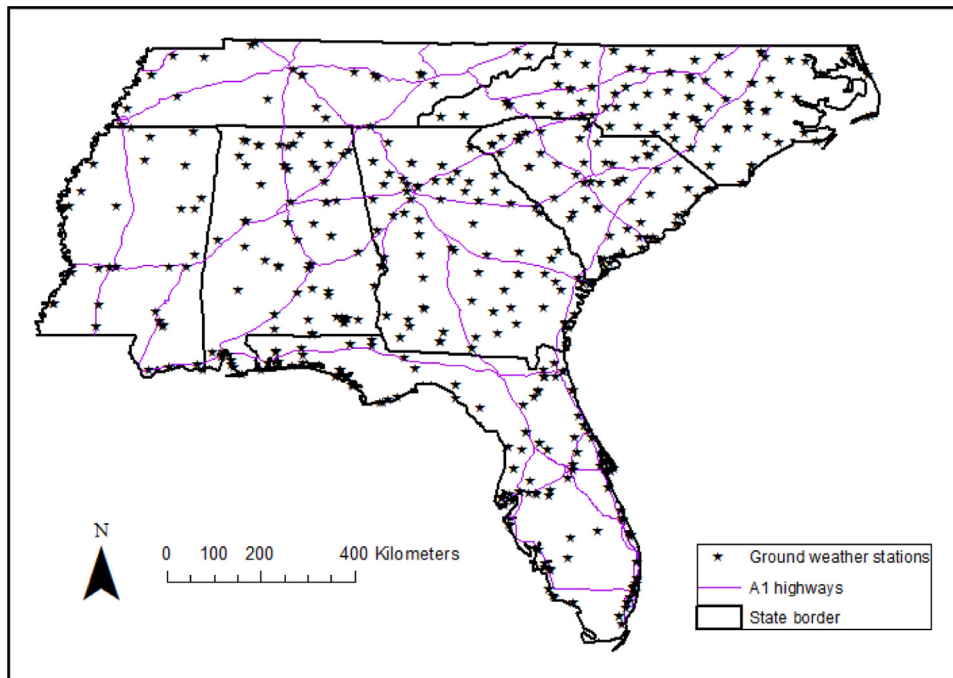 N
0 100 200 400 Kilometers
Ground weather stations
A1 highways
State border